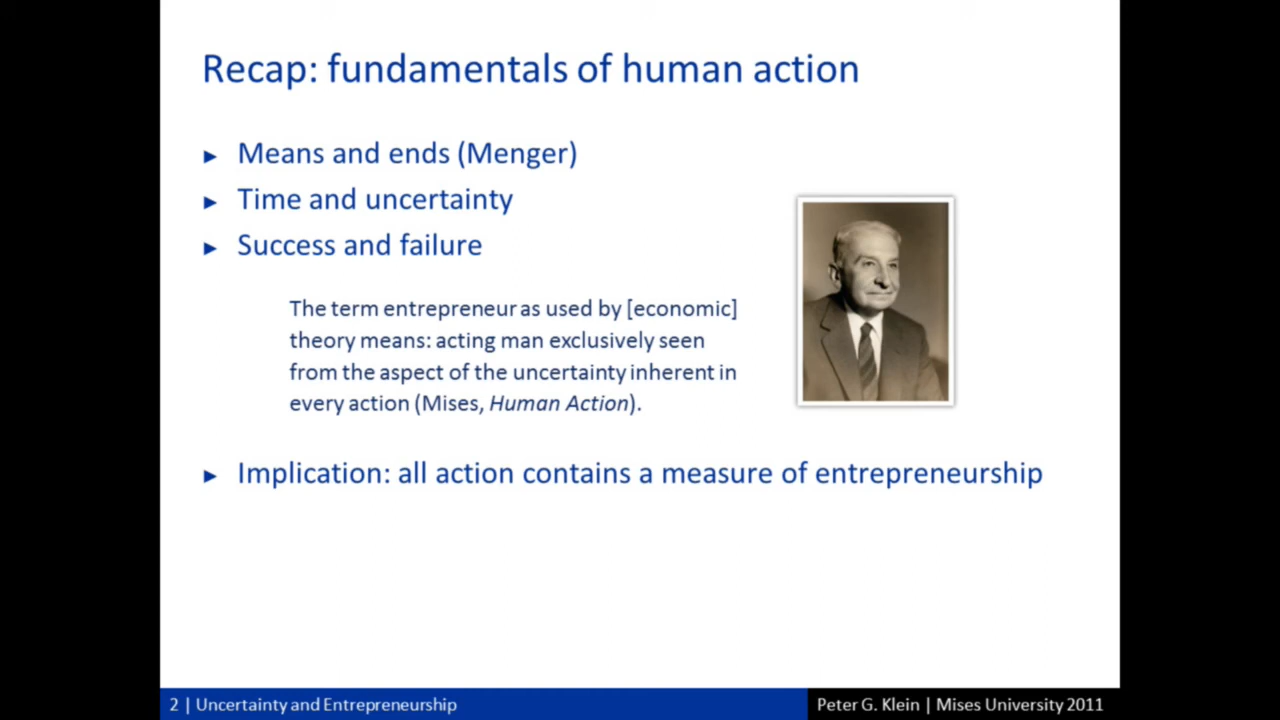 Recap: fundamentals of human action
► Means and ends (Menger)
► Time and uncertainty
► Success and failure
The term entrepreneur as used by [economic]
theory means: acting man exclusively seen
from the aspect of the uncertainty inherent in
every action (Mises, Human Action).
► Implication: all action contains a measure of entrepreneurship
2 | Uncertainty and Entrepreneurship
Peter G. Klein | Mises University 2011